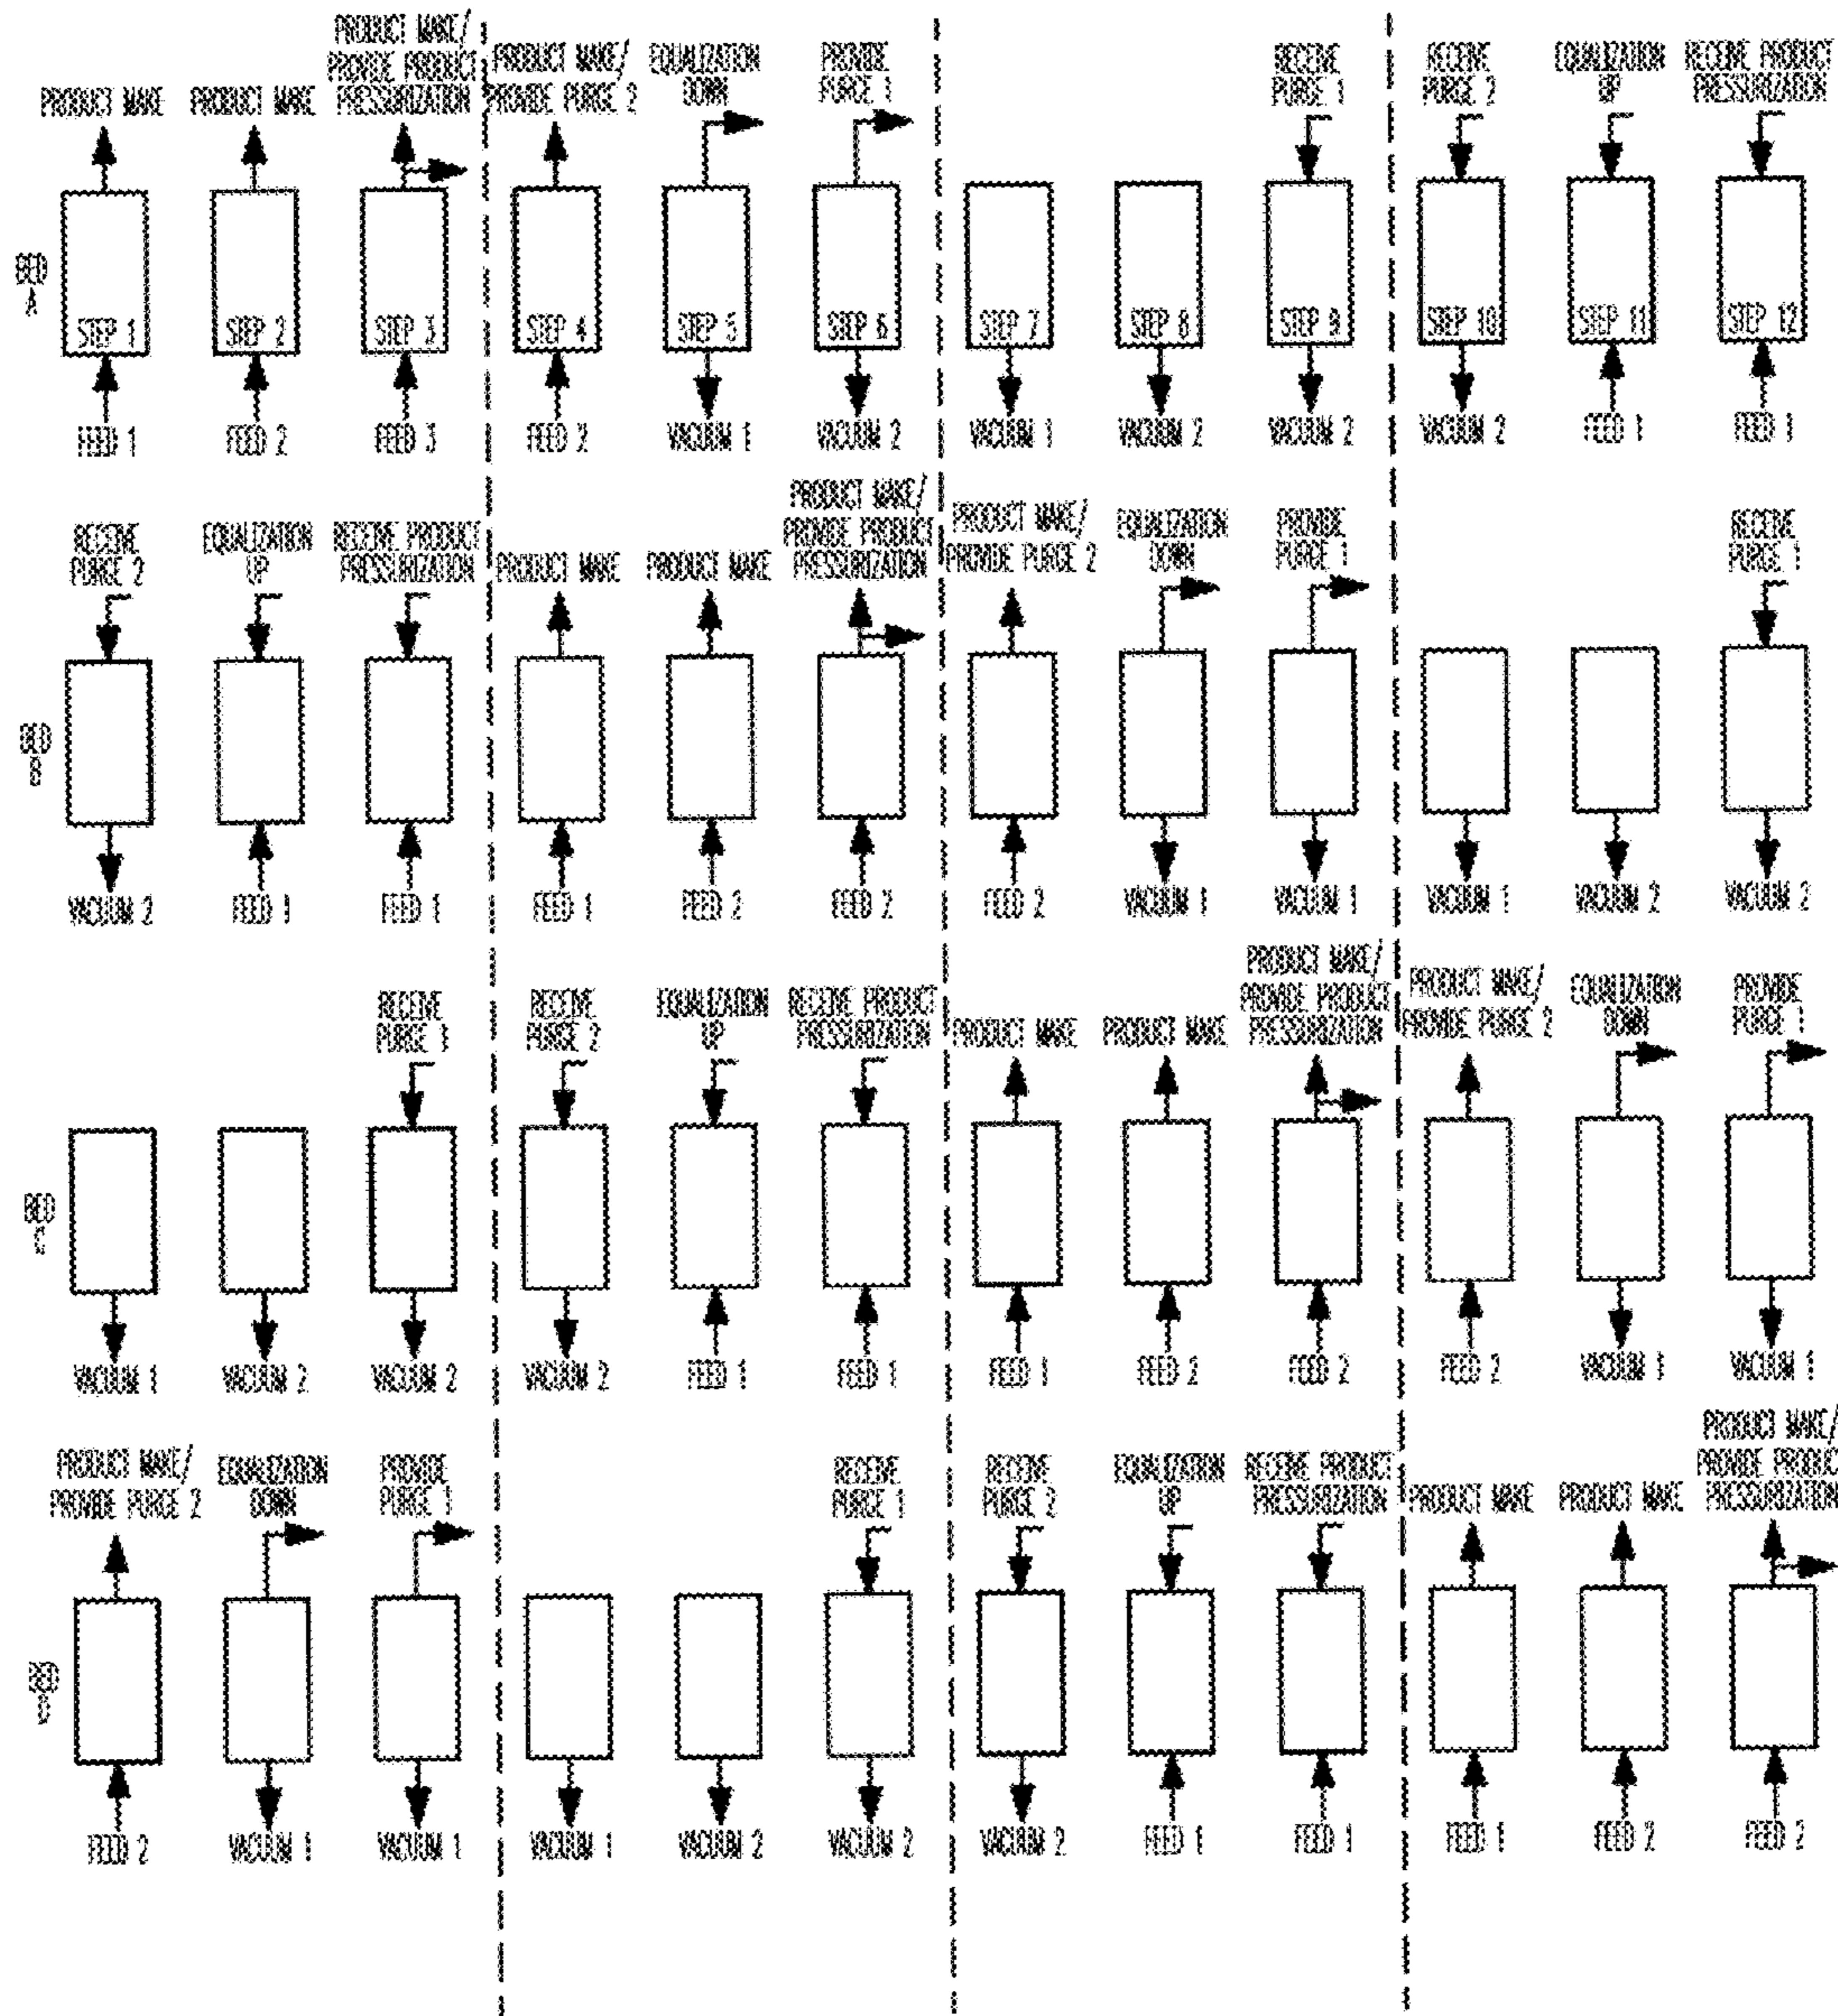 PRODUCT MAKE
PRODUCT MAKE
PRODUCT MAKE/
PROVIDE PRODUCT
PRESSURIZATION
PRODUCT MAKE/
PROVIDE PURGE 2
EQUALIZATION
DOWN
PROVIDE
PURGE 1
RECEIVE
PURGE 1
RECEIVE
PURGE 2
EQUALIZATION
UP
RECEIVE PRODUCT
PRESSURIZATION
BED
A
STEP 1
STEP 2
STEP 3
STEP 4
STEP 5
STEP 6
STEP 7
STEP 8
STEP 9
STEP 10
STEP 11
STEP 12
FEED 1
FEED 2
FEED 3
FEED 2
VACUUM 1
VACUUM 2
VACUUM 1
VACUUM 2
VACUUM 2
VACUUM 2
FEED 1
FEED 1
RECEIVE
PURGE 2
EQUALIZATION
UP
RECEIVE PRODUCT
PRESSURIZATION
PRODUCT MAKE
PRODUCT MAKE
PRODUCT MAKE/
PROVIDE PRODUCT
PRESSURIZATION
PRODUCT MAKE/
PROVIDE PURGE 2
EQUALIZATION
DOWN
PROVIDE
PURGE 1
RECEIVE
PURGE 1
BED
B
VACUUM 2
FEED 1
FEED 1
FEED 1
FEED 2
FEED 2
FEED 2
VACUUM 1
VACUUM 1
VACUUM 1
VACUUM 2
VACUUM 2
RECEIVE
PURGE 1
RECEIVE
PURGE 2
EQUALIZATION
UP
RECEIVE PRODUCT
PRESSURIZATION
PRODUCT MAKE
PRODUCT MAKE
PRODUCT MAKE/
PROVIDE PRODUCT
PRESSURIZATION
PRODUCT MAKE/
PROVIDE PURGE 2
EQUALIZATION
DOWN
PROVIDE
PURGE 1
BED
C
VACUUM 1
VACUUM 2
VACUUM 2
VACUUM 2
FEED 1
FEED 1
FEED 1
FEED 2
FEED 2
FEED 2
VACUUM 1
VACUUM 1
PRODUCT MAKE/
PROVIDE PURGE 2
EQUALIZATION
DOWN
PROVIDE
PURGE 1
RECEIVE
PURGE 1
RECEIVE
PURGE 2
EQUALIZATION
UP
RECEIVE PRODUCT
PRESSURIZATION
PRODUCT MAKE
PRODUCT MAKE
PRODUCT MAKE/
PROVIDE PRODUCT
PRESSURIZATION
BED
D
FEED 2
VACUUM 1
VACUUM 1
VACUUM 1
VACUUM 2
VACUUM 2
VACUUM 2
FEED 1
FEED 1
FEED 1
FEED 2
FEED 2